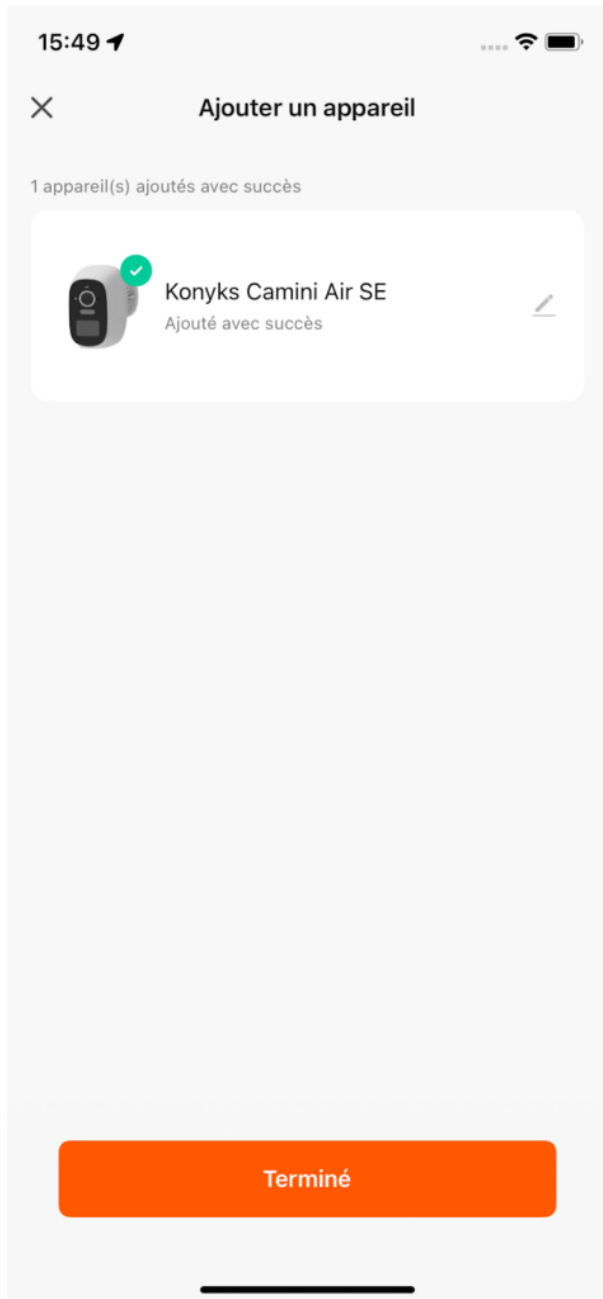 15:49
Ajouter un appareil
1 appareil(s) ajoutés avec succès
Konyks Camini Air SE
Ajouté avec succès
Terminé